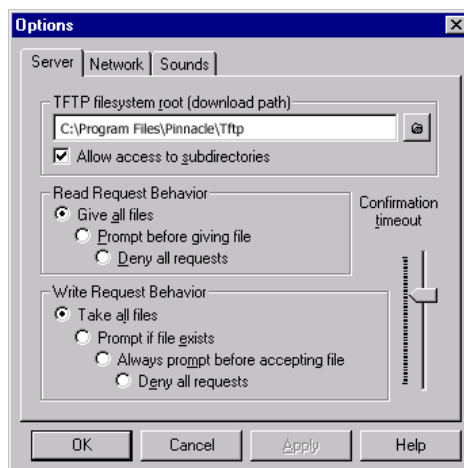 Options
Server Network Sounds
TFTP filesystem root (download path)
C:\Program Files\Pinnacle\Tftp
Allow access to subdirectories
Read Request Behavior
Give all files
Prompt before giving file
Deny all requests
Confirmation
timeout
Write Request Behavior
Take all files
Prompt if file exists
Always prompt before accepting file
Deny all requests
OK Cancel Apply Help